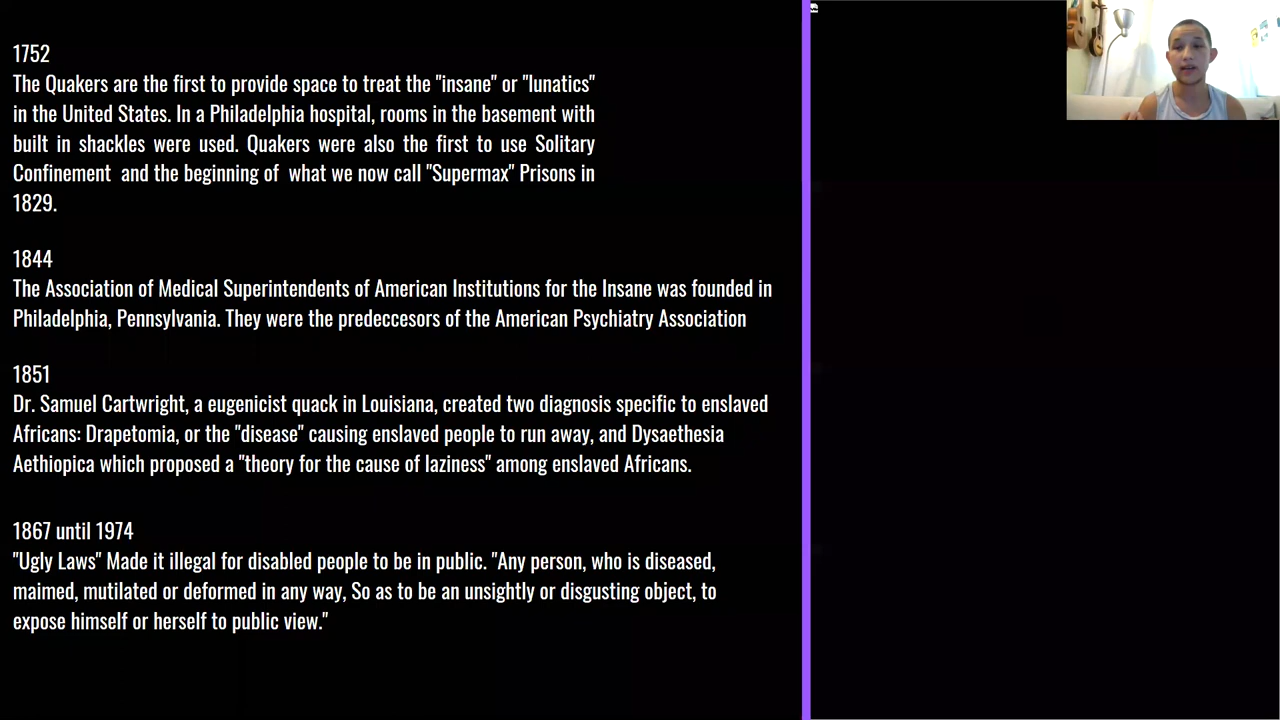 1752
The Quakers are the first to provide space to treat the "insane" or "lunatics"
in the United States. In a Philadelphia hospital, rooms in the basement with
built in shackles were used. Quakers were also the first to use Solitary
Confinement and the beginning of what we now call "Supermax" Prisons in
1829.
1844
The Association of Medical Superintendents of American Institutions for the Insane was founded in
Philadelphia, Pennsylvania. They were the predeccesors of the American Psychiatry Association
1851
Dr. Samuel Cartwright, a eugenicist quack in Louisiana, created two diagnosis specific to enslaved
Africans: Drapetomia, or the "disease" causing enslaved people to run away, and Dysaethesia
Aethiopica which proposed a "theory for the cause of laziness" among enslaved Africans.
1867 until 1974
"Ugly Laws" Made it illegal for disabled people to be in public. "Any person, who is diseased,
maimed, mutilated or deformed in any way, So as to be an unsightly or disgusting object, to
expose himself or herself to public view."